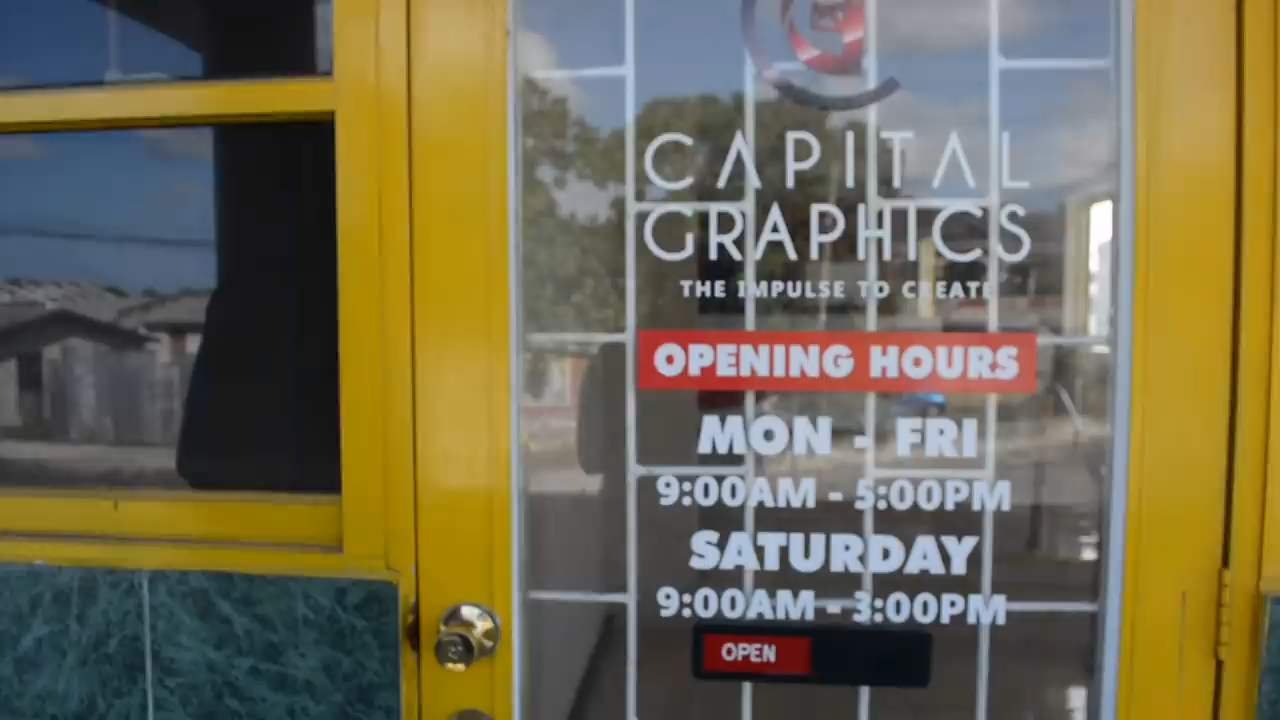 CAPITAL
GRAPHICS
THE IMPULSE TO CREATE
OPENING HOURS
MON - FRI
9:00AM - 5:00PM
SATURDAY
9:00AM - 3:00PM
OPEN